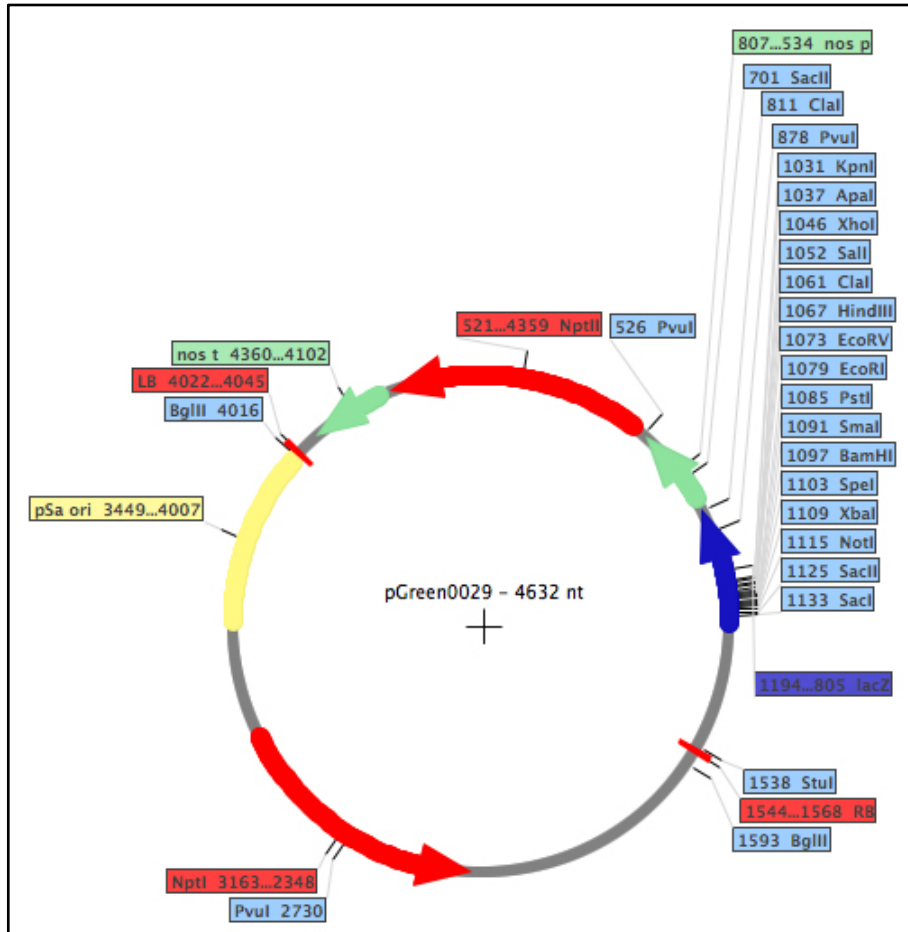 807...534 nos p
701 SacII
811 ClaI
878 PvuI
1031 KpnI
1037 ApaI
1046 XhoI
1052 SalI
1061 ClaI
1067 HindIII
1073 EcoRV
1079 EcoRI
1085 PstI
1091 SmaI
1097 BamHI
1103 SpeI
1109 XbaI
1115 NotI
1125 SacII
1133 SacI
1194...805 lacZ
521...4359 NptII
526 PvuI
nos t 4360...4102
LB 4022...4045
BglII 4016
pSa ori 3449...4007
pGreen0029 - 4632 nt
1538 StuI
1544...1568 RB
1593 BglII
NptI 3163...2348
PvuI 2730